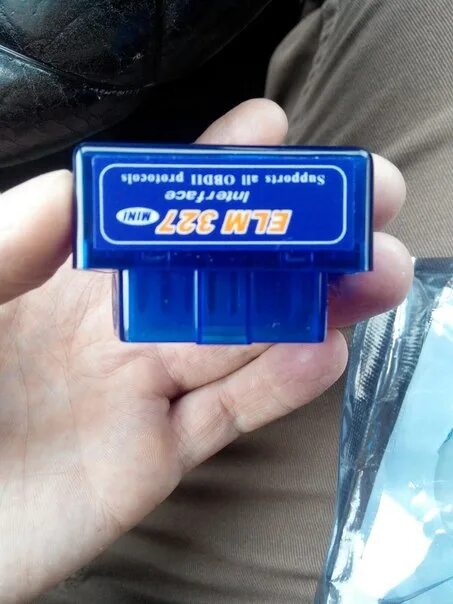 ELM 327 MINI
Interface
Supports all OBDII protocols